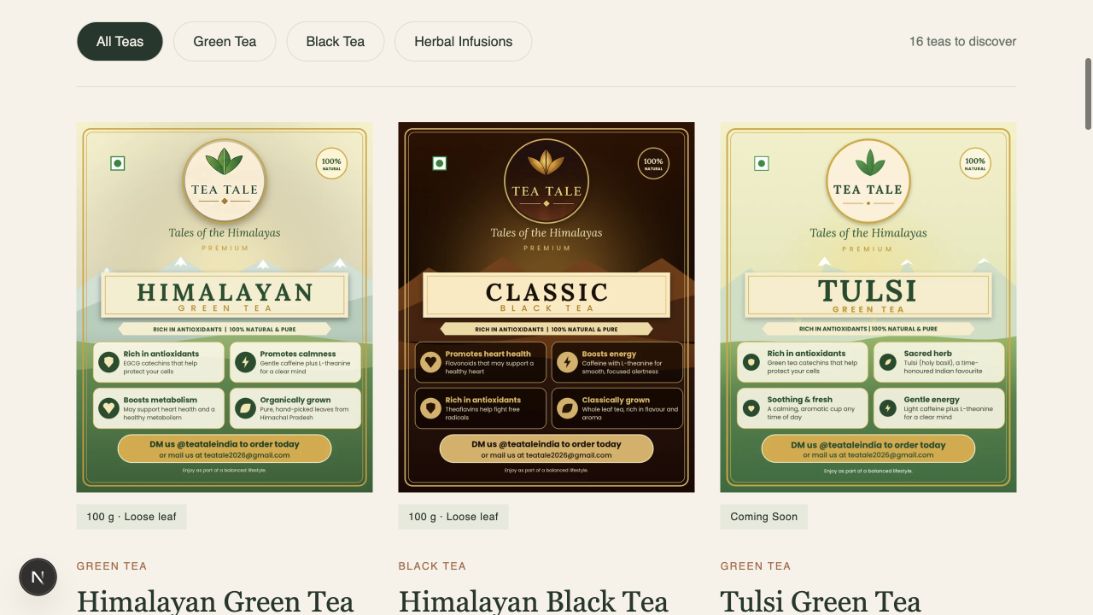 All Teas
Green Tea
Black Tea
Herbal Infusions
16 teas to discover
100%
NATURAL
TEA TALE
Tales of the Himalayas
PREMIUM
HIMALAYAN
GREEN TEA
RICH IN ANTIOXIDANTS | 100% NATURAL & PURE
Rich in antioxidants
EGCG catechins that help
protect your cells
Promotes calmness
Gentle caffeine plus L-theanine
for a clear mind
Boosts metabolism
May support heart health and a
healthy metabolism
Organically grown
Pure, hand-picked leaves from
Himachal Pradesh
DM us @teataleindia to order today
or mail us at teatale2026@gmail.com
Enjoy as part of a balanced lifestyle.
100 g · Loose leaf
GREEN TEA
Himalayan Green Tea
100%
NATURAL
TEA TALE
Tales of the Himalayas
PREMIUM
CLASSIC
BLACK TEA
RICH IN ANTIOXIDANTS | 100% NATURAL & PURE
Promotes heart health
Flavonoids that may support a
healthy heart
Boosts energy
Caffeine with L-theanine for
smooth, focused alertness
Rich in antioxidants
Theaflavins help fight free
radicals
Classically grown
Whole leaf tea, rich in flavour and
aroma
DM us @teataleindia to order today
or mail us at teatale2026@gmail.com
Enjoy as part of a balanced lifestyle.
100 g · Loose leaf
BLACK TEA
Himalayan Black Tea
100%
NATURAL
TEA TALE
Tales of the Himalayas
PREMIUM
TULSI
GREEN TEA
RICH IN ANTIOXIDANTS | 100% NATURAL & PURE
Rich in antioxidants
Green tea catechins that help
protect your cells
Sacred herb
Tulsi (holy basil), a time-
honoured Indian favourite
Soothing & fresh
A calming, aromatic cup any
time of day
Gentle energy
Light caffeine plus L-theanine
for a clear mind
DM us @teataleindia to order today
or mail us at teatale2026@gmail.com
Enjoy as part of a balanced lifestyle.
Coming Soon
GREEN TEA
Tulsi Green Tea
N